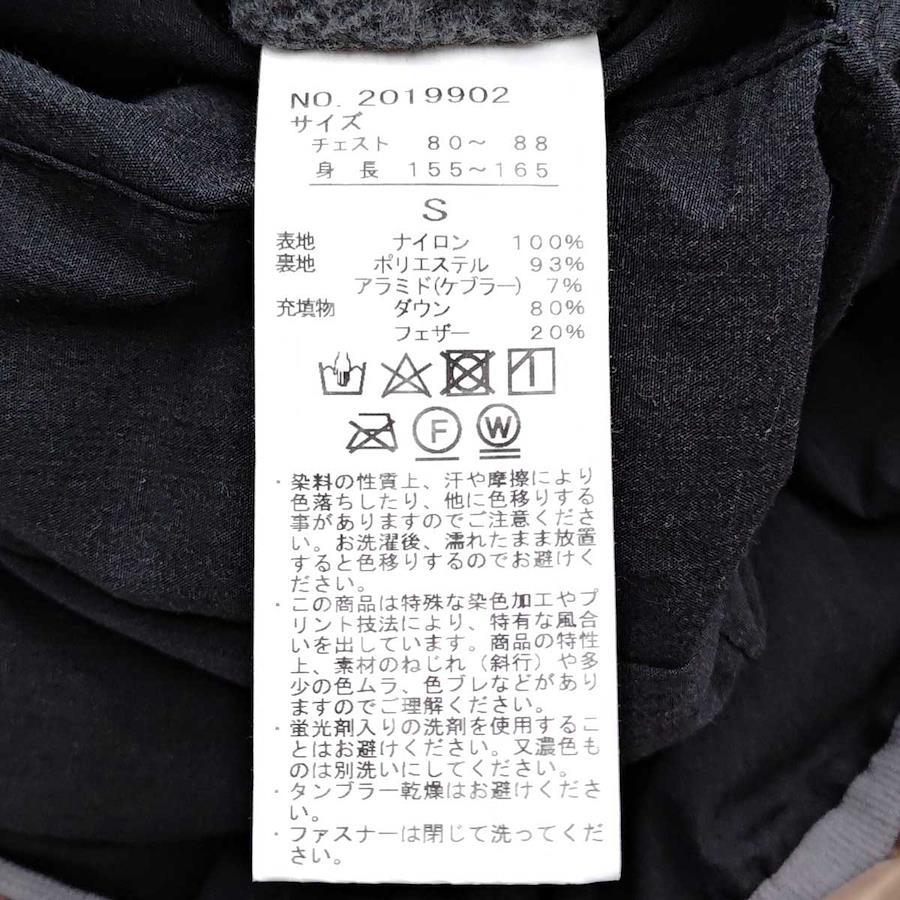 NO. 2019902
サイズ
チェスト 80～ 88
身 長 155～165
S
表地 ナイロン 100%
裏地 ポリエステル 93%
アラミド(ケブラー) 7%
充填物 ダウン 80%
フェザー 20%
F W
・染料の性質上、汗や摩擦により
色落ちしたり、他に色移りする
事がありますのでご注意くださ
い。お洗濯後、濡れたまま放置
すると色移りするのでお避けく
ださい。
・この商品は特殊な染色加工やプ
リント技法により、特有な風合
いを出しています。商品の特性
上、素材のねじれ（斜行）や多
少の色ムラ、色ブレなどがあり
ますのでご理解ください。
・蛍光剤入りの洗剤を使用するこ
とはお避けください。又濃色も
のは別洗いにしてください。
・タンブラー乾燥はお避けくださ
い。
・ファスナーは閉じて洗ってくだ
さい。